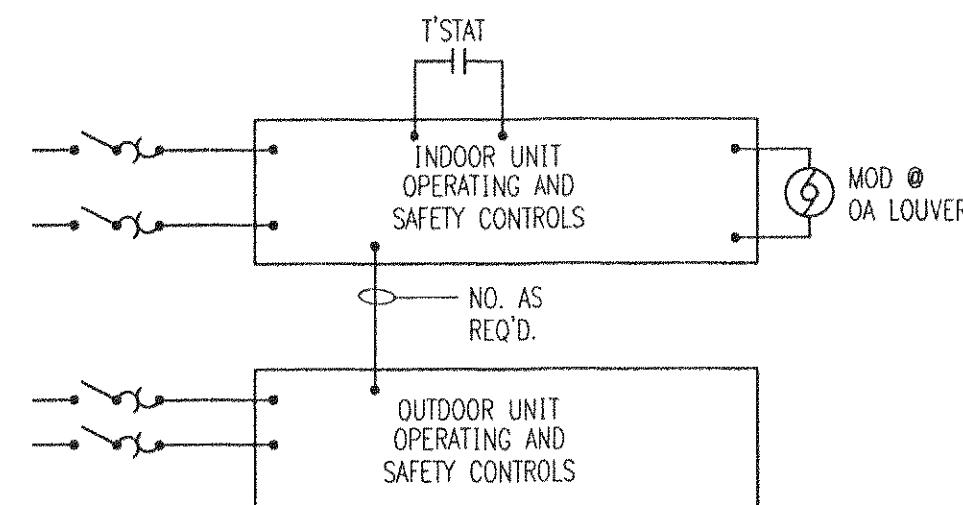 T'STAT
INDOOR UNIT
OPERATING AND
SAFETY CONTROLS
MOD @
OA LOUVER
NO. AS
REQ'D.
OUTDOOR UNIT
OPERATING AND
SAFETY CONTROLS